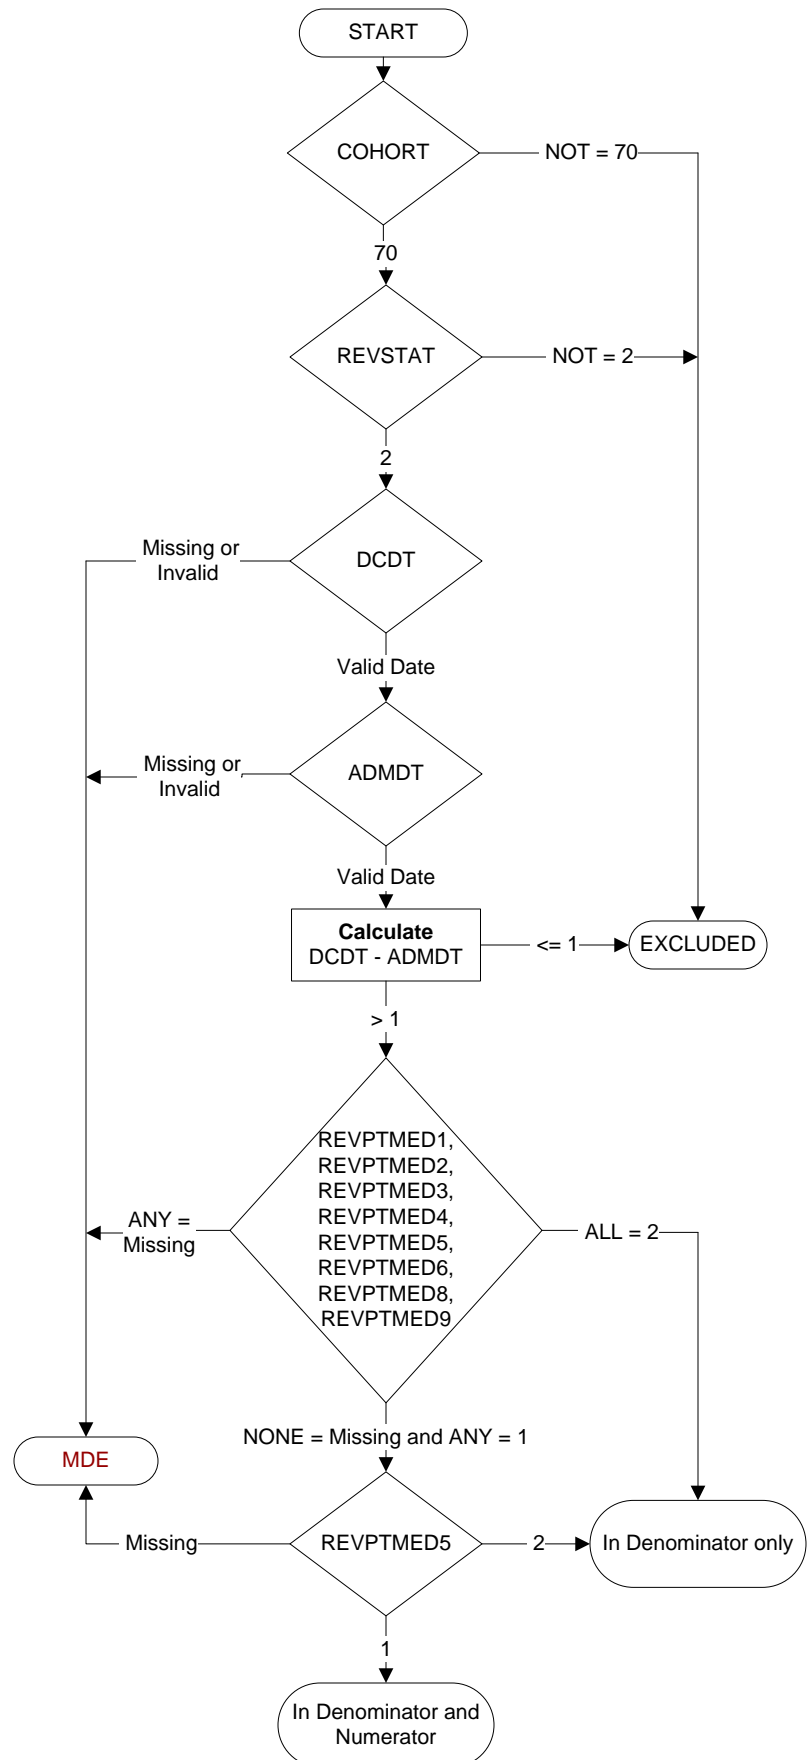 START
COHORT
NOT = 70
70
REVSTAT
NOT = 2
2
Missing or
Invalid
DCDT
Valid Date
Missing or
Invalid
ADMDT
Valid Date
Calculate
DCDT - ADMDT
<= 1
EXCLUDED
> 1
REVPTMED1,
REVPTMED2,
REVPTMED3,
REVPTMED4,
REVPTMED5,
REVPTMED6,
REVPTMED8,
REVPTMED9
ANY =
Missing
ALL = 2
NONE = Missing and ANY = 1
MDE
Missing
REVPTMED5
2
In Denominator only
1
In Denominator and
Numerator